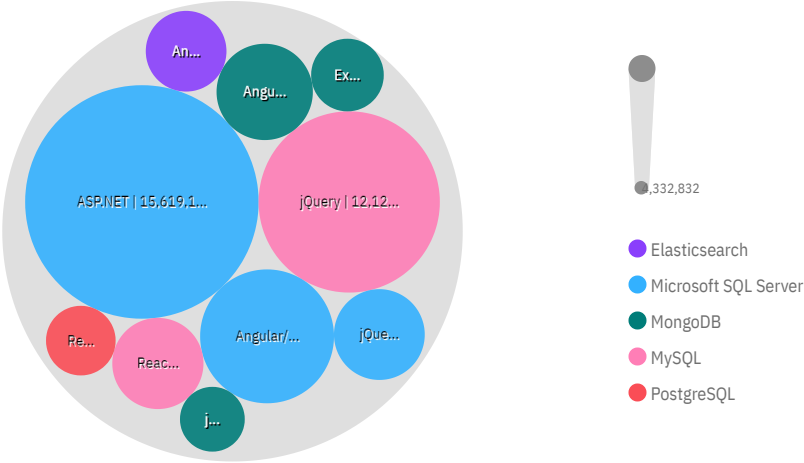 An...
Angu...
Ex...
ASP.NET | 15,619,1...
jQuery | 12,12...
Angular/...
jQue...
Re...
Reac...
j...
4,332,832
Elasticsearch
Microsoft SQL Server
MongoDB
MySQL
PostgreSQL